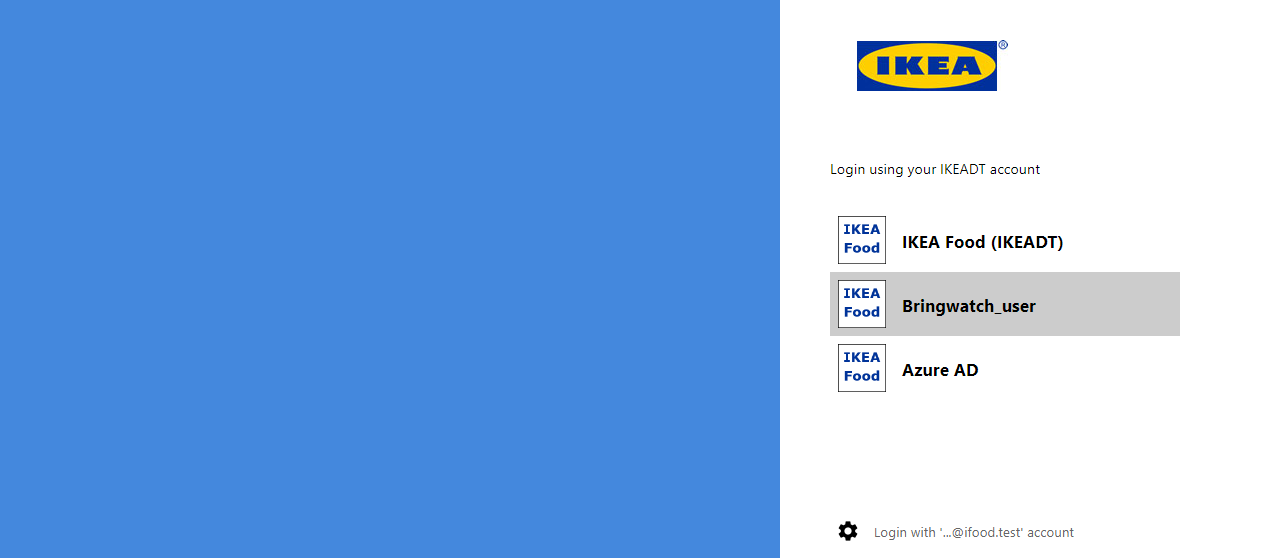 IKEA®
Login using your IKEADT account
IKEA
Food
IKEA Food (IKEADT)
IKEA
Food
Bringwatch_user
IKEA
Food
Azure AD
Login with '...@ifood.test' account